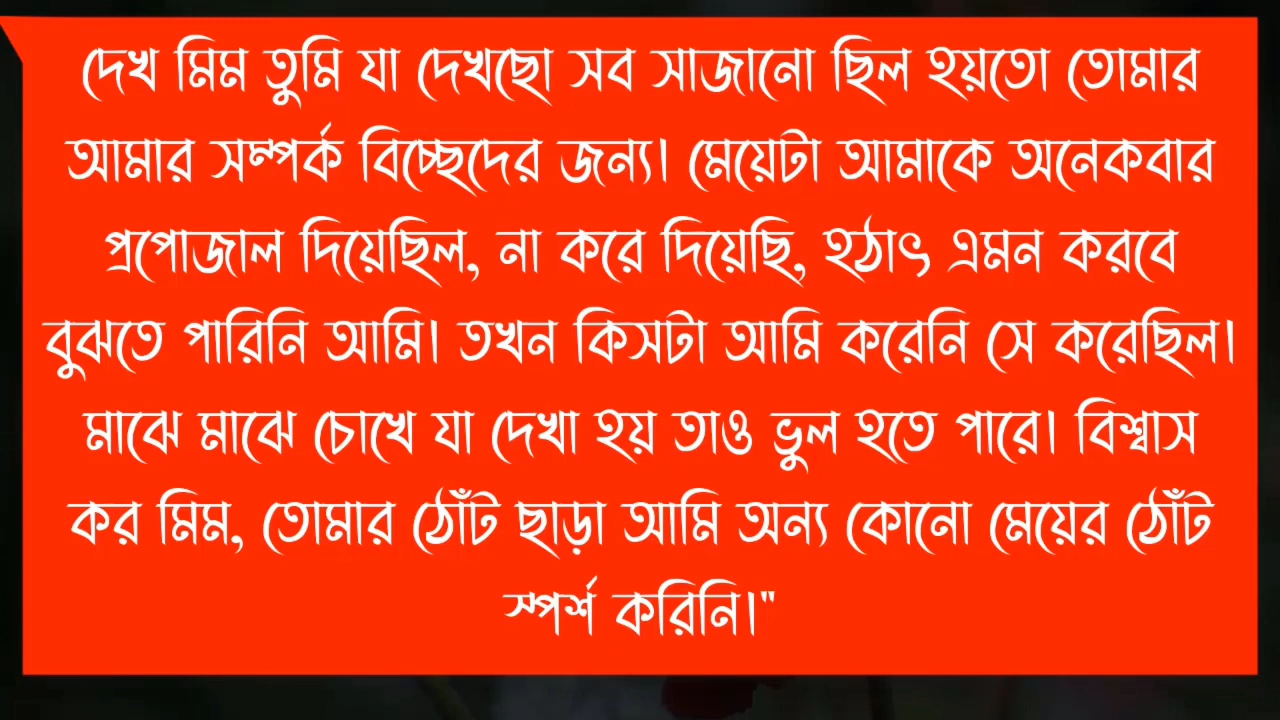 দেখ মিম তুমি যা দেখছো সব সাজানো ছিল হয়তো তোমার
আমার সম্পর্ক বিচ্ছেদের জন্য। মেয়েটা আমাকে অনেকবার
প্রপোজাল দিয়েছিল, না করে দিয়েছি, হঠাৎ এমন করবে
বুঝতে পারিনি আমি। তখন কিসটা আমি করেনি সে করেছিল।
মাঝে মাঝে চোখে যা দেখা হয় তাও ভুল হতে পারে। বিশ্বাস
কর মিম, তোমার ঠোঁট ছাড়া আমি অন্য কোনো মেয়ের ঠোঁট
স্পর্শ করিনি।"